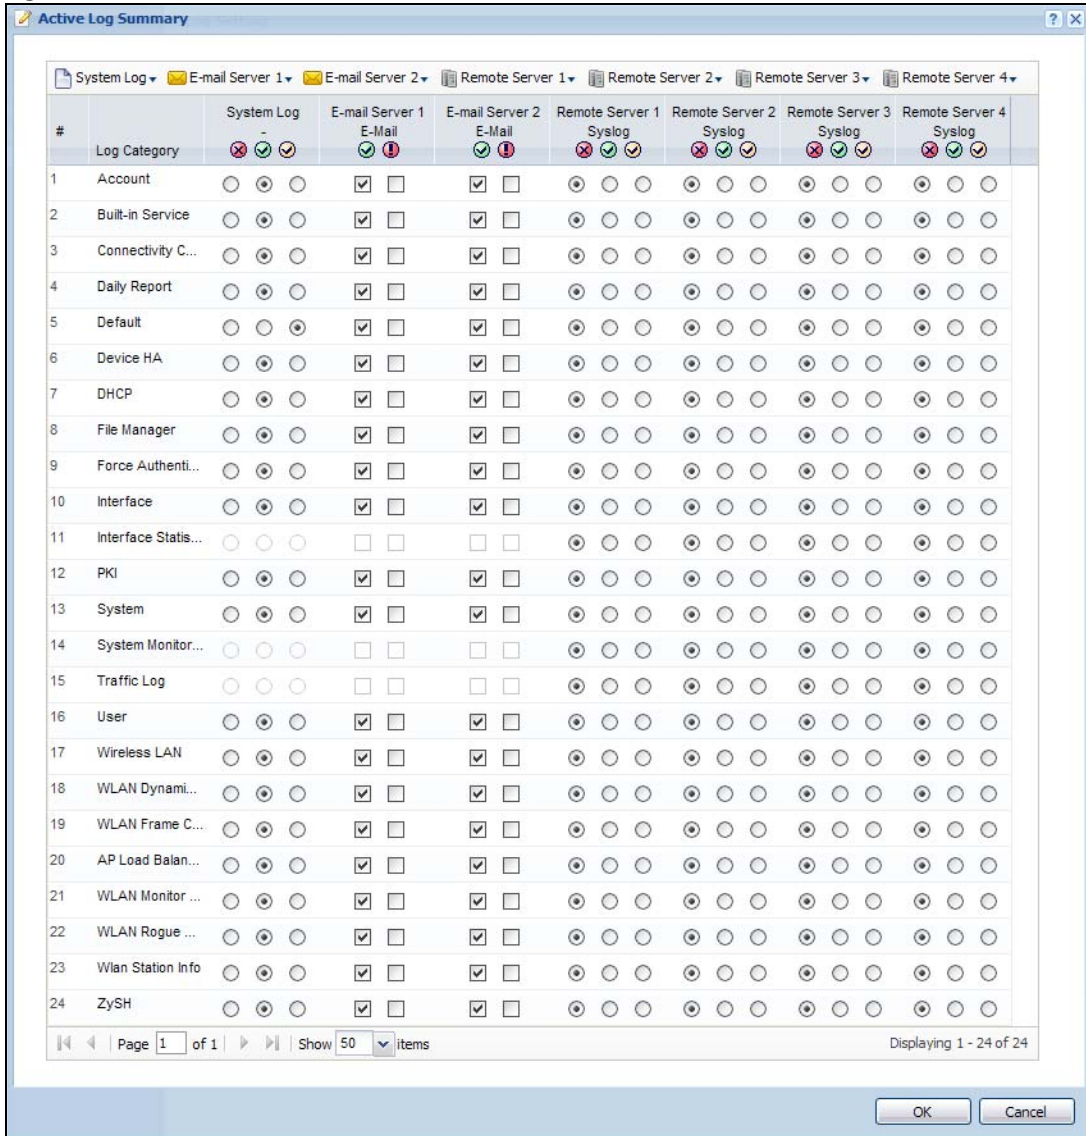 Active Log Summary
System Log E-mail Server 1 E-mail Server 2 Remote Server 1 Remote Server 2 Remote Server 3 Remote Server 4
System Log E-mail Server 1 E-mail Server 2 Remote Server 1 Remote Server 2 Remote Server 3 Remote Server 4
# - E-Mail E-Mail Syslog Syslog Syslog Syslog
Log Category
1 Account
2 Built-in Service
3 Connectivity C...
4 Daily Report
5 Default
6 Device HA
7 DHCP
8 File Manager
9 Force Authenti...
10 Interface
11 Interface Statis...
12 PKI
13 System
14 System Monitor...
15 Traffic Log
16 User
17 Wireless LAN
18 WLAN Dynami...
19 WLAN Frame C...
20 AP Load Balan...
21 WLAN Monitor ...
22 WLAN Rogue ...
23 Wlan Station Info
24 ZySH
Page 1 of 1 Show 50 items Displaying 1 - 24 of 24
OK Cancel